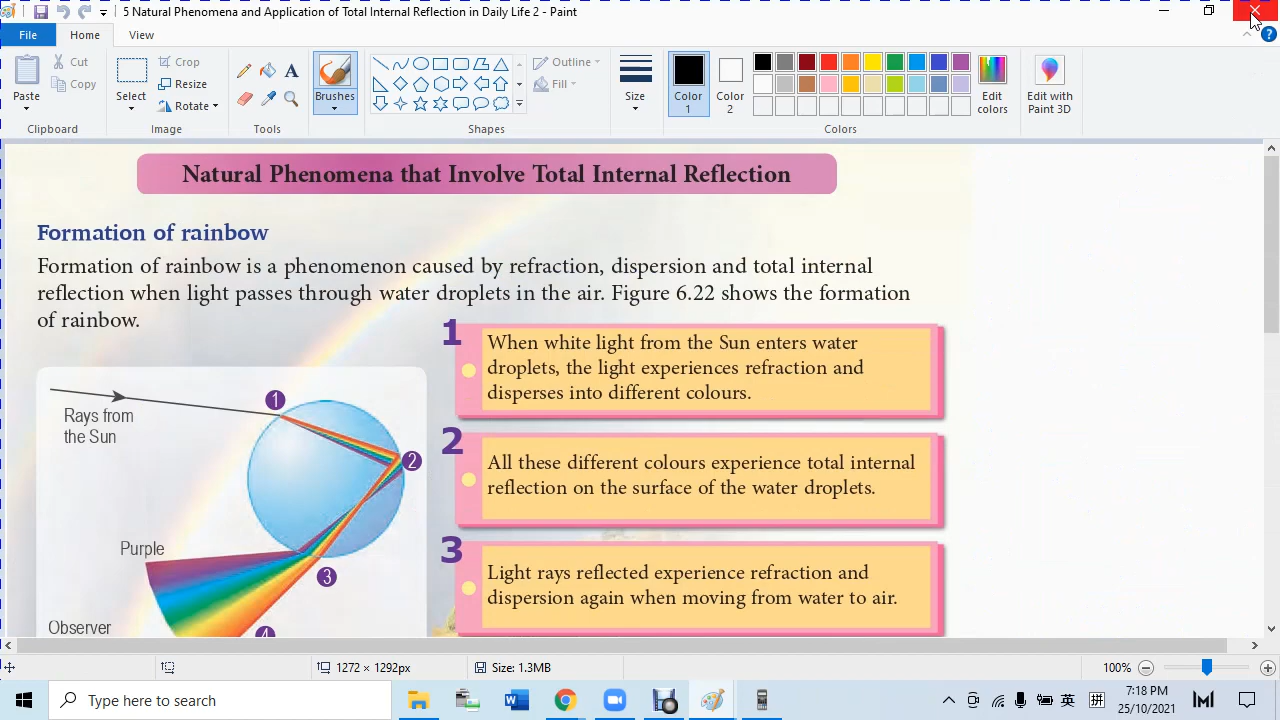 5 Natural Phenomena and Application of Total Internal Reflection in Daily Life 2 - Paint
File
Home
View
Paste
Cut
Copy
Clipboard
Select
Crop
Resize
Rotate
Image
A
Tools
Brushes
Shapes
Outline
Fill
Size
Color 1
Color 2
Colors
Edit colors
Edit with Paint 3D
Natural Phenomena that Involve Total Internal Reflection
Formation of rainbow
Formation of rainbow is a phenomenon caused by refraction, dispersion and total internal
reflection when light passes through water droplets in the air. Figure 6.22 shows the formation
of rainbow.
Rays from
the Sun
1
2
Purple
3
Observer
4
1
When white light from the Sun enters water
droplets, the light experiences refraction and
disperses into different colours.
2
All these different colours experience total internal
reflection on the surface of the water droplets.
3
Light rays reflected experience refraction and
dispersion again when moving from water to air.
1272 × 1292px
Size: 1.3MB
100%
Type here to search
英
拼
7:18 PM
25/10/2021